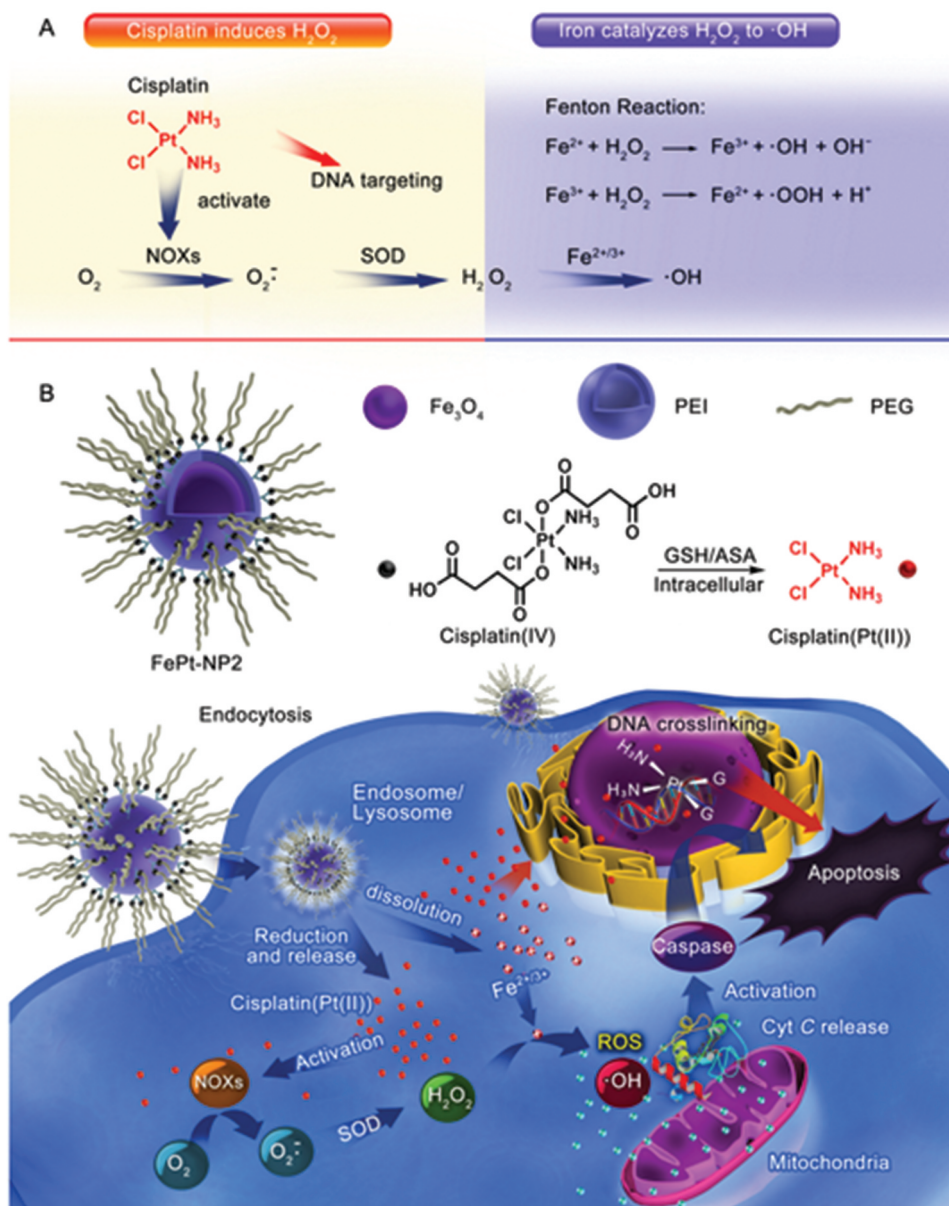 A
Cisplatin induces H₂O₂
Iron catalyzes H₂O₂ to ·OH
Cisplatin
Cl
NH₃
Pt
Cl
NH₃
DNA targeting
activate
NOXs
SOD
O₂
O₂·⁻
H₂O₂
Fenton Reaction:
Fe²⁺ + H₂O₂ → Fe³⁺ + ·OH + OH⁻
Fe³⁺ + H₂O₂ → Fe²⁺ + ·OOH + H⁺
Fe²⁺/³⁺
·OH
B
Fe₃O₄
PEI
PEG
FePt-NP2
O
OH
O
Cl
NH₃
Pt
Cl
NH₃
O
HO
O
Cisplatin(IV)
GSH/ASA
Intracellular
Cl
NH₃
Pt
Cl
NH₃
Cisplatin(Pt(II))
Endocytosis
Endosome/
Lysosome
DNA crosslinking
H₃N
H₃N
Pt
G
G
Apoptosis
dissolution
Reduction
and release
Fe²⁺/³⁺
Caspase
Cisplatin(Pt(II))
Activation
Activation
Cyt C release
NOXs
H₂O₂
ROS
·OH
O₂
O₂·⁻
SOD
Mitochondria